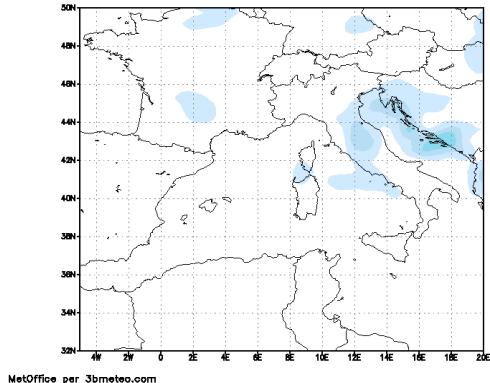 50N
48N
46N
44N
42N
40N
38N
36N
34N
32N
4W 2W 0 2E 4E 6E 8E 10E 12E 14E 16E 18E 20E
MetOffice per 3bmeteo.com